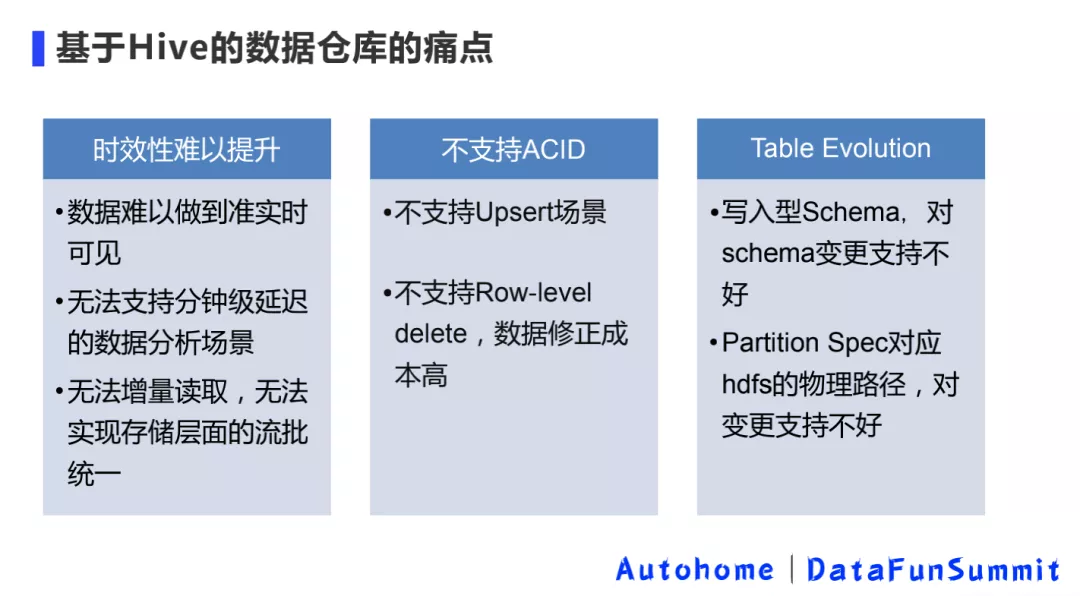 基于Hive的数据仓库的痛点
时效性难以提升
•数据难以做到准实时
可见
•无法支持分钟级延迟
的数据分析场景
•无法增量读取，无法
实现存储层面的流批
统一
不支持ACID
•不支持Upsert场景
•不支持Row-level
delete，数据修正成
本高
Table Evolution
•写入型Schema，对
schema变更支持不
好
•Partition Spec对应
hdfs的物理路径，对
变更支持不好
Autohome | DataFunSummit